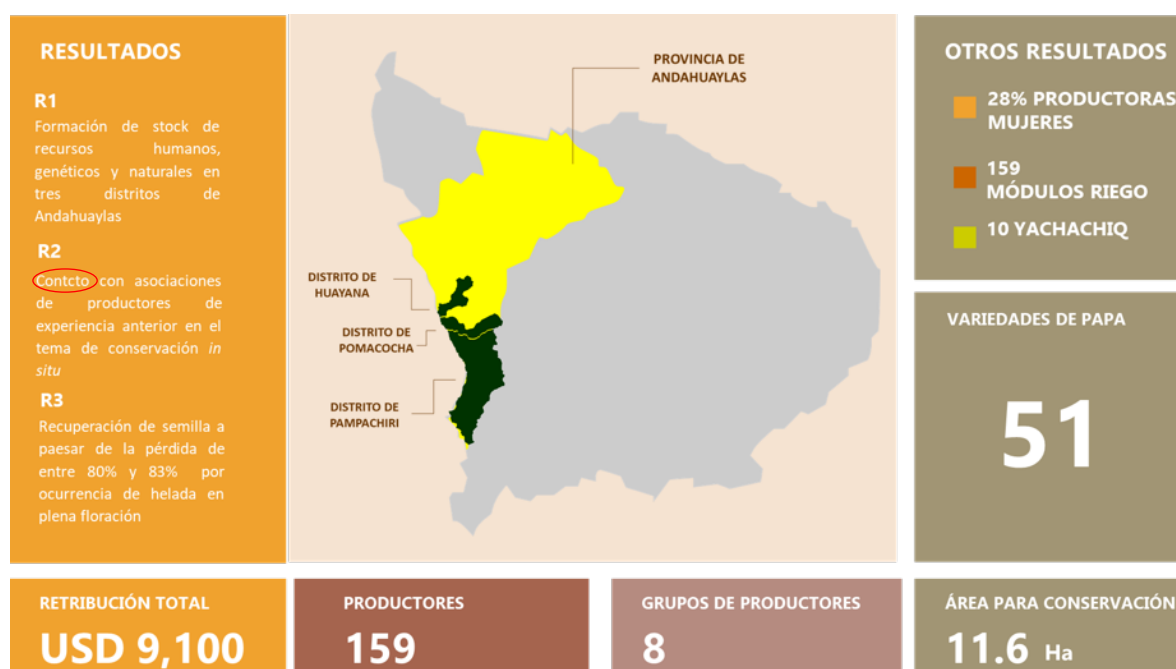 RESULTADOS
R1
Formación de stock de
recursos humanos,
genéticos y naturales en
tres distritos de
Andahuaylas
R2
Contcto con asociaciones
de productores de
experiencia anterior en el
tema de conservación in
situ
R3
Recuperación de semilla a
paesar de la pérdida de
entre 80% y 83% por
ocurrencia de helada en
plena floración
PROVINCIA DE
ANDAHUAYLAS
DISTRITO DE
HUAYANA
DISTRITO DE
POMACOCHA
DISTRITO DE
PAMPACHIRI
OTROS RESULTADOS
28% PRODUCTORAS
MUJERES
159
MÓDULOS RIEGO
10 YACHACHIQ
VARIEDADES DE PAPA
51
RETRIBUCIÓN TOTAL
USD 9,100
PRODUCTORES
159
GRUPOS DE PRODUCTORES
8
ÁREA PARA CONSERVACIÓN
11.6 Ha